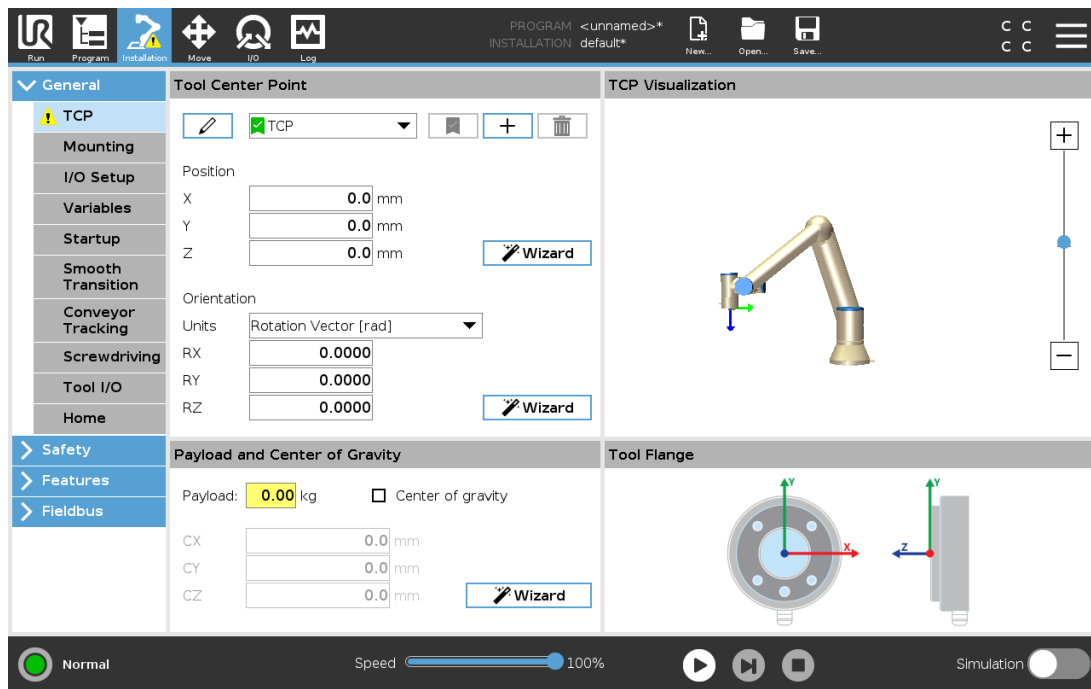 PROGRAM <unnamed>*
INSTALLATION default*
UR
Run
Program
Installation
Move
I/O
Log
New...
Open...
Save...
C C
C C
General
TCP
Mounting
I/O Setup
Variables
Startup
Smooth
Transition
Conveyor
Tracking
Screwdriving
Tool I/O
Home
Safety
Features
Fieldbus
Tool Center Point
TCP
Position
X 0.0 mm
Y 0.0 mm
Z 0.0 mm
Wizard
Orientation
Units Rotation Vector [rad]
RX 0.0000
RY 0.0000
RZ 0.0000
Wizard
Payload and Center of Gravity
Payload: 0.00 kg Center of gravity
CX 0.0 mm
CY 0.0 mm
CZ 0.0 mm
Wizard
TCP Visualization
Tool Flange
Y
X
Y
Z
Normal
Speed 100%
Simulation